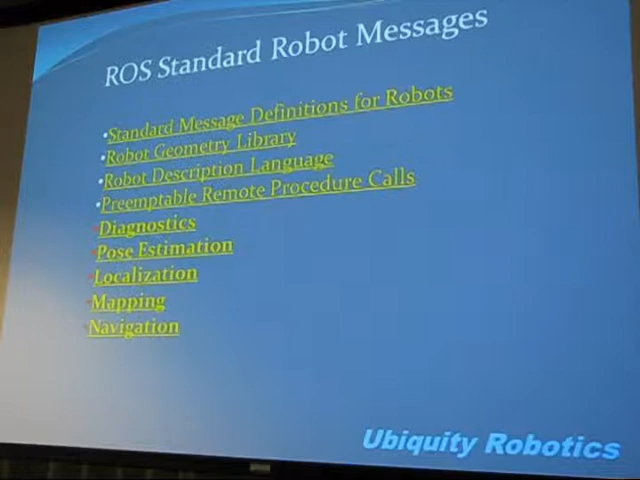 ROS Standard Robot Messages
•Standard Message Definitions for Robots
•Robot Geometry Library
•Robot Description Language
•Preemptable Remote Procedure Calls
•Diagnostics
•Pose Estimation
•Localization
•Mapping
•Navigation
Ubiquity Robotics